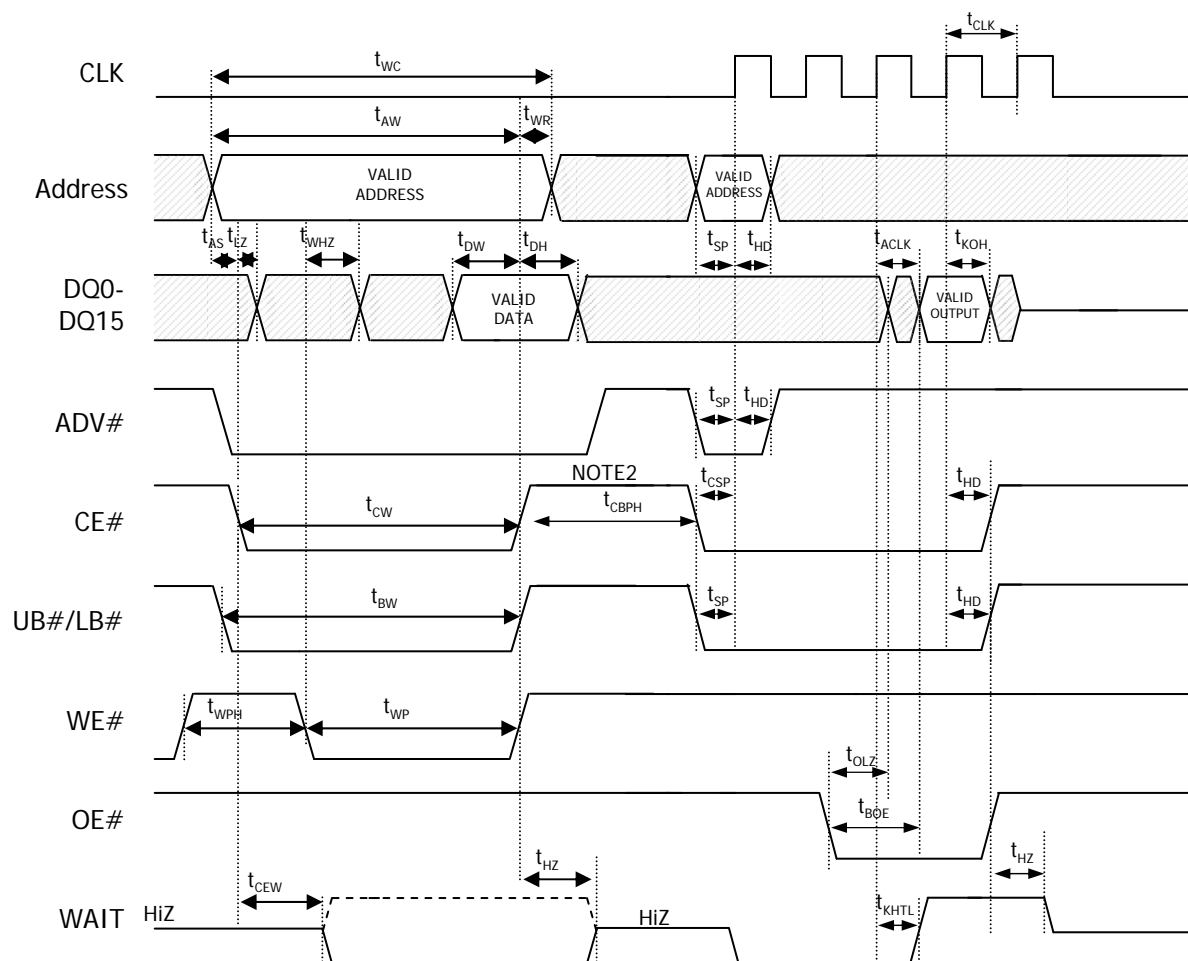 tCLK
CLK
tWC
tAW
tWR
Address
VALID
ADDRESS
VALID
ADDRESS
tAS
tLZ
tWHZ
tDW
tDH
tSP
tHD
tACLK
tKOH
DQ0-
DQ15
VALID
DATA
VALID
OUTPUT
ADV#
tSP
tHD
NOTE2
CE#
tCW
tCBPH
tCSP
tHD
UB#/LB#
tBW
tSP
tHD
WE#
tWPH
tWP
OE#
tOLZ
tBOE
tHZ
tHZ
tCEW
WAIT
HiZ
HiZ
tKHTL